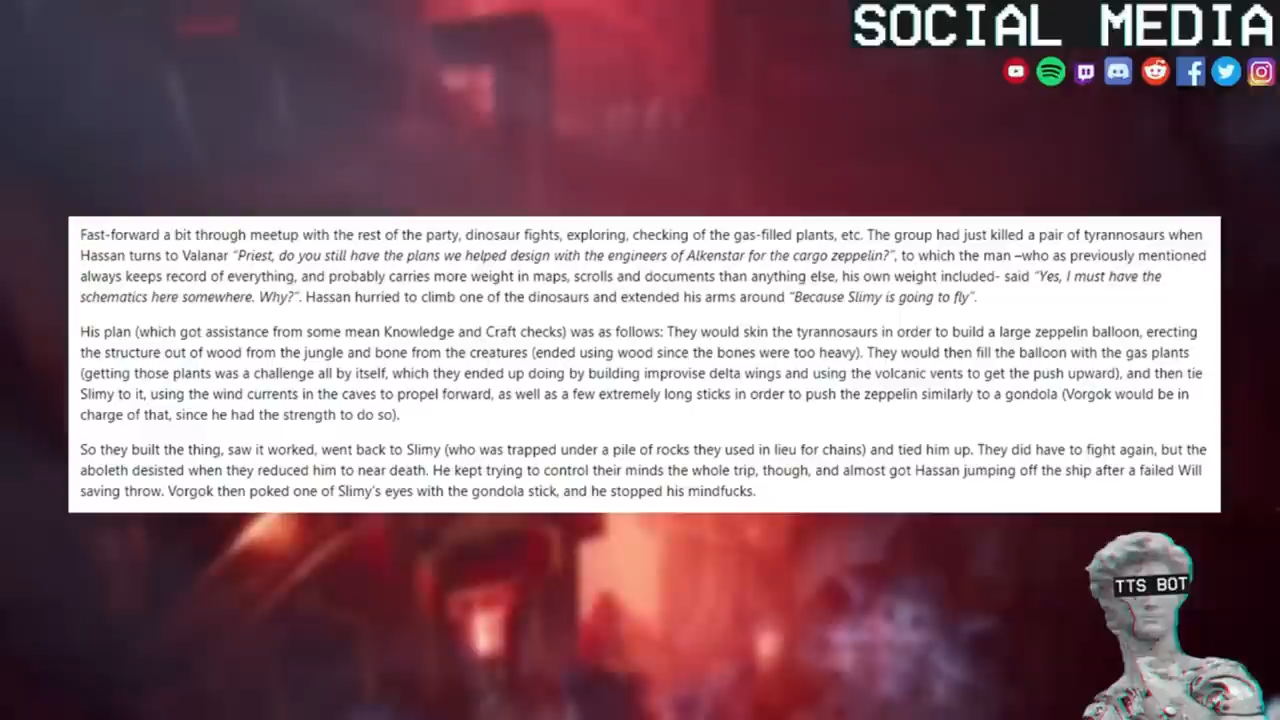 SOCIAL MEDIA
Fast-forward a bit through meetup with the rest of the party, dinosaur fights, exploring, checking of the gas-filled plants, etc. The group had just killed a pair of tyrannosaurs when
Hassan turns to Valanar “Priest, do you still have the plans we helped design with the engineers of Alkenstar for the cargo zeppelin?”, to which the man –who as previously mentioned
always keeps record of everything, and probably carries more weight in maps, scrolls and documents than anything else, his own weight included- said “Yes, I must have the
schematics here somewhere. Why?”. Hassan hurried to climb one of the dinosaurs and extended his arms around “Because Slimy is going to fly”.
His plan (which got assistance from some mean Knowledge and Craft checks) was as follows: They would skin the tyrannosaurs in order to build a large zeppelin balloon, erecting
the structure out of wood from the jungle and bone from the creatures (ended using wood since the bones were too heavy). They would then fill the balloon with the gas plants
(getting those plants was a challenge all by itself, which they ended up doing by building improvise delta wings and using the volcanic vents to get the push upward), and then tie
Slimy to it, using the wind currents in the caves to propel forward, as well as a few extremely long sticks in order to push the zeppelin similarly to a gondola (Vorgok would be in
charge of that, since he had the strength to do so).
So they built the thing, saw it worked, went back to Slimy (who was trapped under a pile of rocks they used in lieu for chains) and tied him up. They did have to fight again, but the
aboleth desisted when they reduced him to near death. He kept trying to control their minds the whole trip, though, and almost got Hassan jumping off the ship after a failed Will
saving throw. Vorgok then poked one of Slimy's eyes with the gondola stick, and he stopped his mindfucks.
TTS BOT